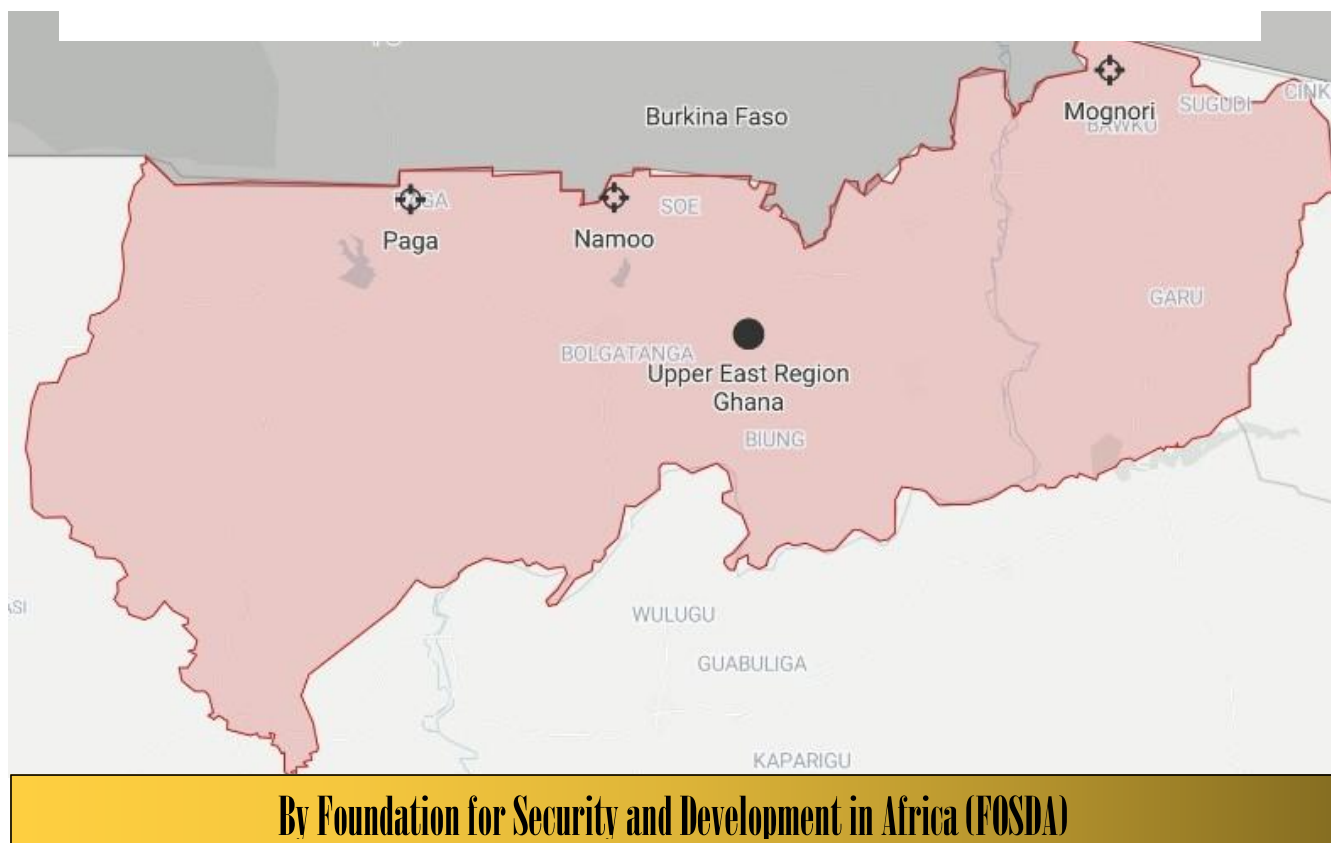 Burkina Faso
Mognori
SUGUDI
CINK
BAWKU
SOE
Paga
Namoo
GARU
BOLGATANGA
Upper East Region
Ghana
BIUNG
WULUGU
GUABULIGA
KAPARIGU
By Foundation for Security and Development in Africa (FOSDA)